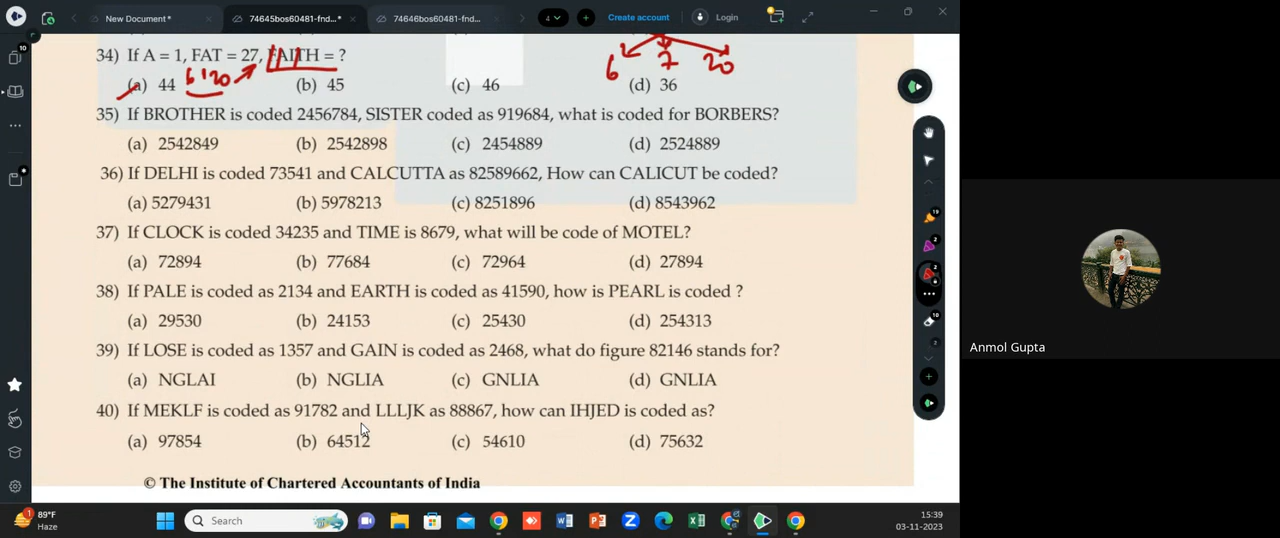 New Document*
74645bos60481-fnd...*
74646bos60481-fnd...
4
Create account
Login
34) If A = 1, FAT = 27, FAITH = ?
6 7 20
6120
(a) 44 (b) 45 (c) 46 (d) 36
35) If BROTHER is coded 2456784, SISTER coded as 919684, what is coded for BORBERS?
(a) 2542849 (b) 2542898 (c) 2454889 (d) 2524889
36) If DELHI is coded 73541 and CALCUTTA as 82589662, How can CALICUT be coded?
(a) 5279431 (b) 5978213 (c) 8251896 (d) 8543962
37) If CLOCK is coded 34235 and TIME is 8679, what will be code of MOTEL?
(a) 72894 (b) 77684 (c) 72964 (d) 27894
38) If PALE is coded as 2134 and EARTH is coded as 41590, how is PEARL is coded ?
(a) 29530 (b) 24153 (c) 25430 (d) 254313
39) If LOSE is coded as 1357 and GAIN is coded as 2468, what do figure 82146 stands for?
(a) NGLAI (b) NGLIA (c) GNLIA (d) GNLIA
40) If MEKLF is coded as 91782 and LLLJK as 88867, how can IHJED is coded as?
(a) 97854 (b) 64512 (c) 54610 (d) 75632
© The Institute of Chartered Accountants of India
Anmol Gupta
89°F
Haze
Search
15:39
03-11-2023